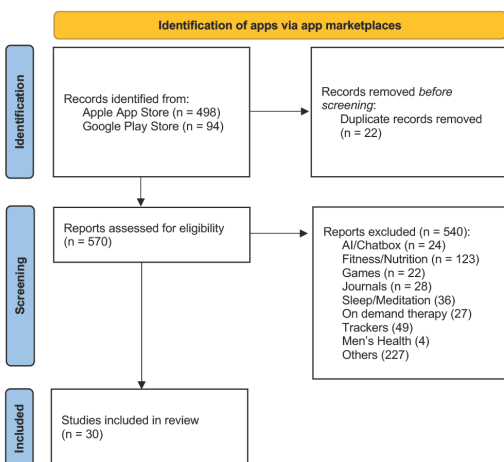 Identification of apps via app marketplaces
Identification
Records identified from:
Apple App Store (n = 498)
Google Play Store (n = 94)
Records removed before
screening:
Duplicate records removed
(n = 22)
Screening
Reports assessed for eligibility
(n = 570)
Reports excluded (n = 540):
AI/Chatbox (n = 24)
Fitness/Nutrition (n = 123)
Games (n = 22)
Journals (n = 28)
Sleep/Meditation (36)
On demand therapy (27)
Trackers (49)
Men's Health (4)
Others (227)
Included
Studies included in review
(n = 30)